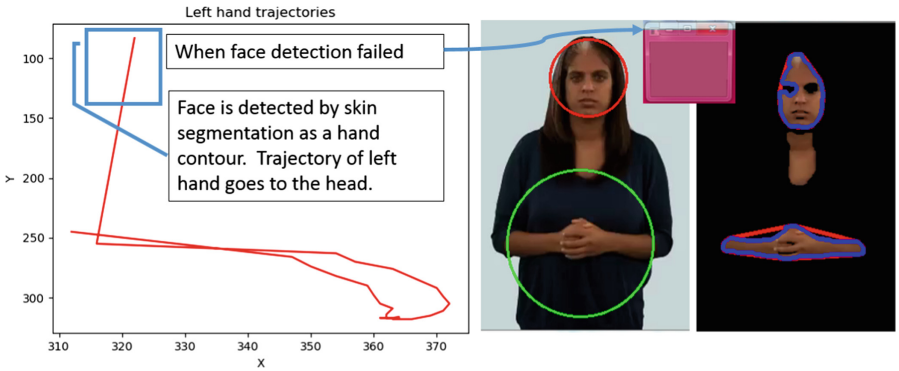 Left hand trajectories
When face detection failed
Face is detected by skin
segmentation as a hand
contour. Trajectory of left
hand goes to the head.
Y
100
150
200
250
300
310
320
330
340
350
360
370
X